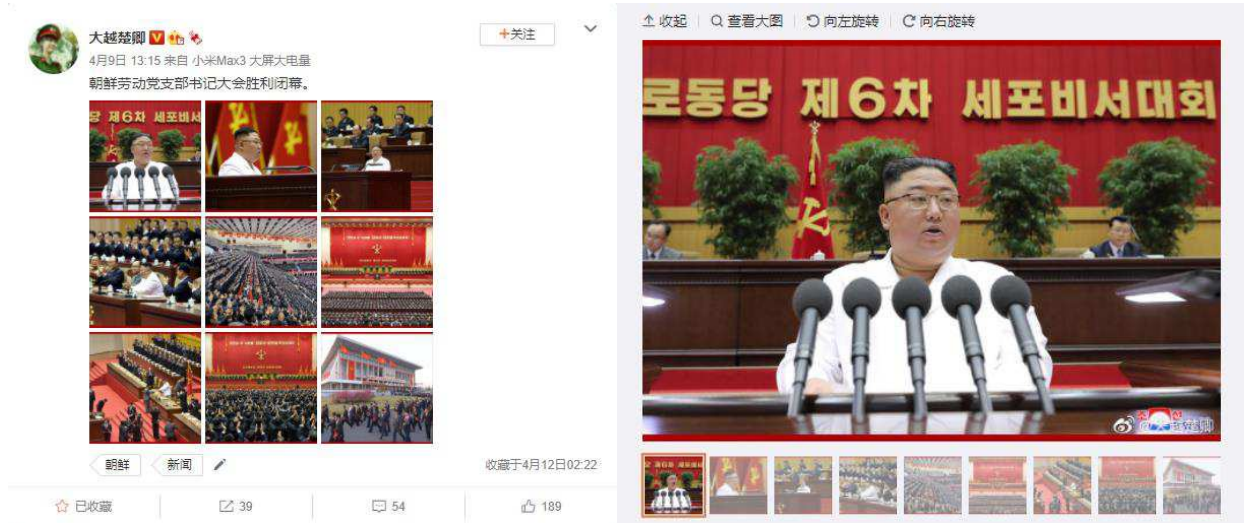 大越楚卿
+关注
4月9日 13:15 来自 小米Max3 大屏大电量
朝鲜劳动党支部书记大会胜利闭幕。
朝鲜
新闻
收藏于4月12日02:22
已收藏
39
54
189
收起
查看大图
向左旋转
向右旋转
로동당 제6차 세포비서대회